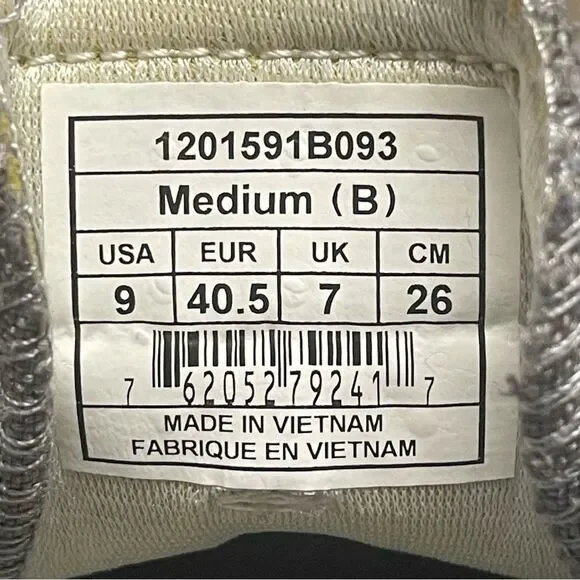 1201591B093
Medium (B)
USA EUR UK CM
9 40.5 7 26
7 62052 79241 7
MADE IN VIETNAM
FABRIQUE EN VIETNAM